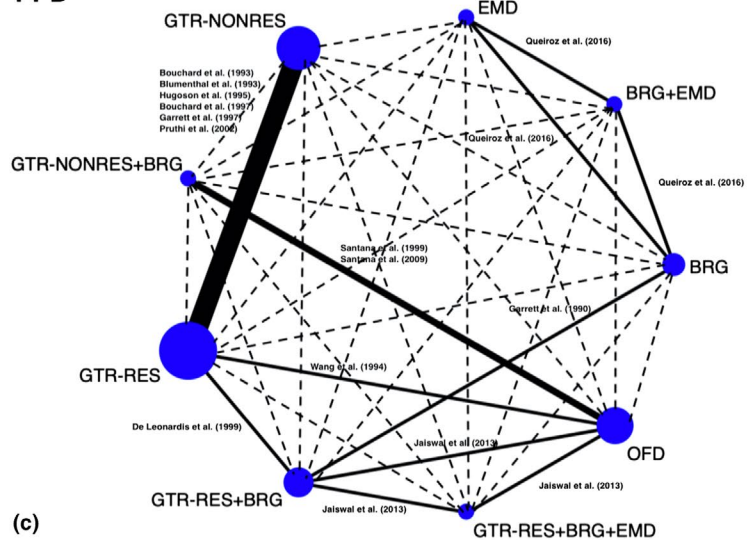 EMD
GTR-NONRES
Queiroz et al. (2016)
Bouchard et al. (1993)
Blumenthal et al. (1993)
Hugoson et al. (1995)
Bouchard et al. (1997)
Garrett et al. (1997)
Pruthi et al. (2002)
BRG+EMD
Queiroz et al. (2016)
GTR-NONRES+BRG
Queiroz et al. (2016)
Santana et al. (1999)
Santana et al. (2009)
BRG
Garrett et al. (1990)
Wang et al. (1994)
GTR-RES
De Leonardis et al. (1999)
Jaiswal et al. (2013)
OFD
Jaiswal et al. (2013)
GTR-RES+BRG
Jaiswal et al. (2013)
(c)
GTR-RES+BRG+EMD